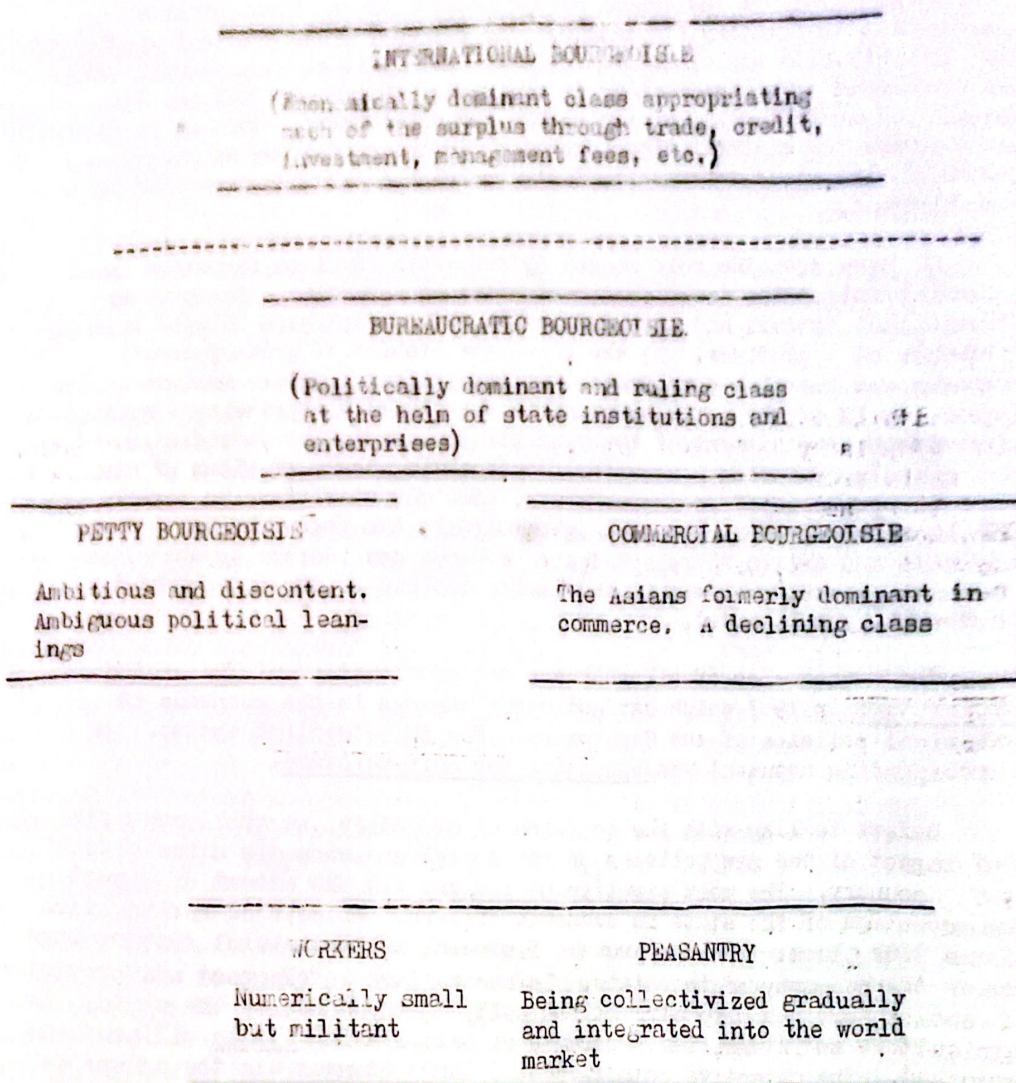 INTERNATIONAL BOURGEOISIE
(Economically dominant class appropriating
much of the surplus through trade, credit,
investment, management fees, etc.)
BUREAUCRATIC BOURGEOISIE
(Politically dominant and ruling class
at the helm of state institutions and
enterprises)
PETTY BOURGEOISIE
Ambitious and discontent.
Ambiguous political lean-
ings
COMMERCIAL BOURGEOISIE
The Asians formerly dominant in
commerce. A declining class
WORKERS
Numerically small
but militant
PEASANTRY
Being collectivized gradually
and integrated into the world
market